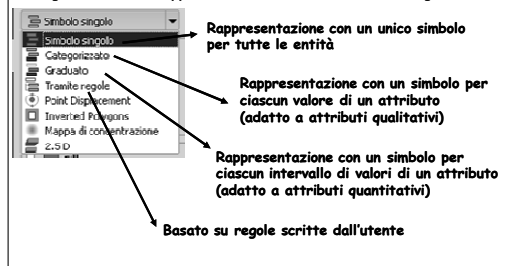 Simbolo singolo
Simbolo singolo
Categorizzato
Graduato
Tramite regole
Point Displacement
Inverted Polygons
Mappa di concentrazione
2.5 D
Rappresentazione con un unico simbolo
per tutte le entità
Rappresentazione con un simbolo per
ciascun valore di un attributo
(adatto a attributi qualitativi)
Rappresentazione con un simbolo per
ciascun intervallo di valori di un attributo
(adatto a attributi quantitativi)
Basato su regole scritte dall'utente